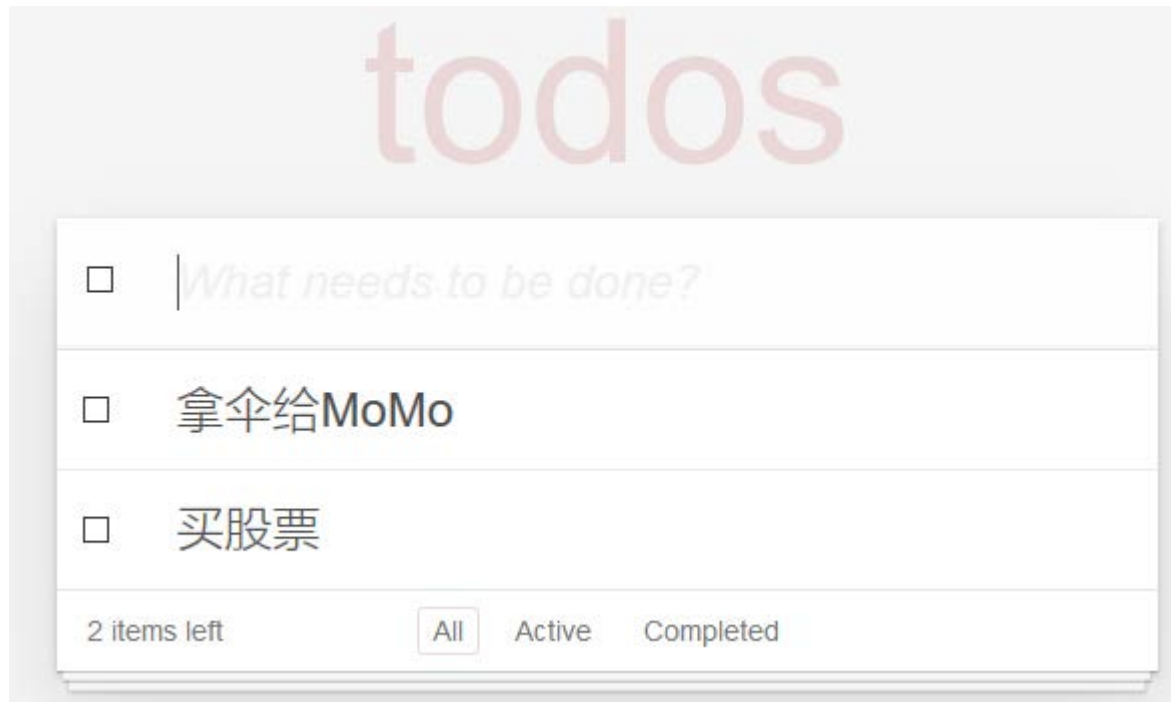 todos
What needs to be done?
拿伞给MoMo
买股票
2 items left All Active Completed